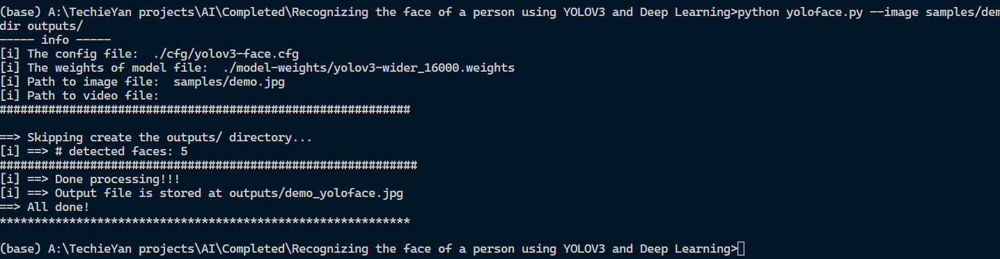 (base) A:\TechieYan projects\AI\Completed\Recognizing the face of a person using YOLOV3 and Deep Learning>python yoloface.py --image samples/dem
dir outputs/
----- info -----
[i] The config file:  ./cfg/yolov3-face.cfg
[i] The weights of model file:  ./model-weights/yolov3-wider_16000.weights
[i] Path to image file:  samples/demo.jpg
[i] Path to video file:
###########################################################
==> Skipping create the outputs/ directory...
[i] ==> # detected faces: 5
############################################################
[i] ==> Done processing!!!
[i] ==> Output file is stored at outputs/demo_yoloface.jpg
==> All done!
***********************************************************
(base) A:\TechieYan projects\AI\Completed\Recognizing the face of a person using YOLOV3 and Deep Learning>